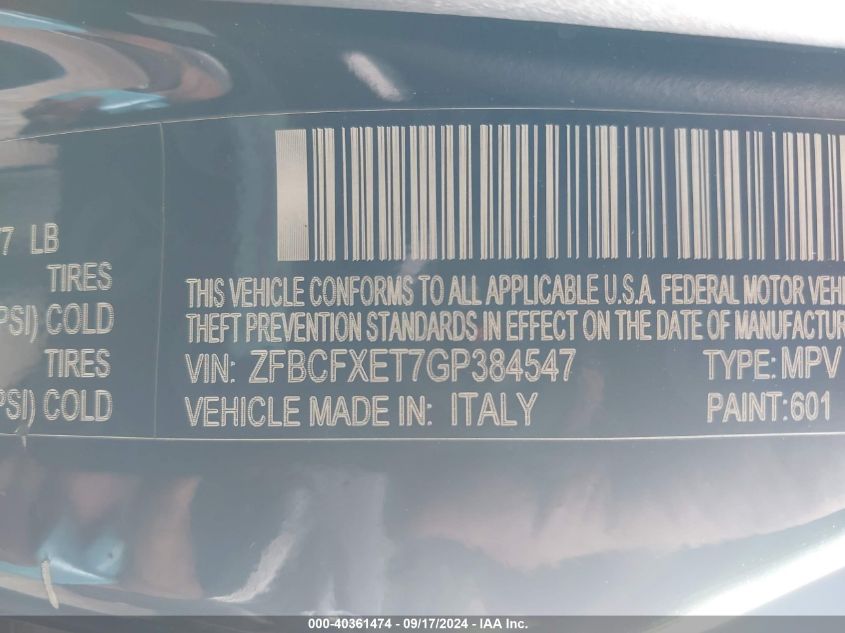 7 LB
TIRES
PSI) COLD
TIRES
PSI) COLD
THIS VEHICLE CONFORMS TO ALL APPLICABLE U.S.A. FEDERAL MOTOR VEHI
THEFT PREVENTION STANDARDS IN EFFECT ON THE DATE OF MANUFACTUR
VIN: ZFBCFXET7GP384547 TYPE: MPV
VEHICLE MADE IN: ITALY PAINT: 601
000-40361474 - 09/17/2024 - IAA Inc.